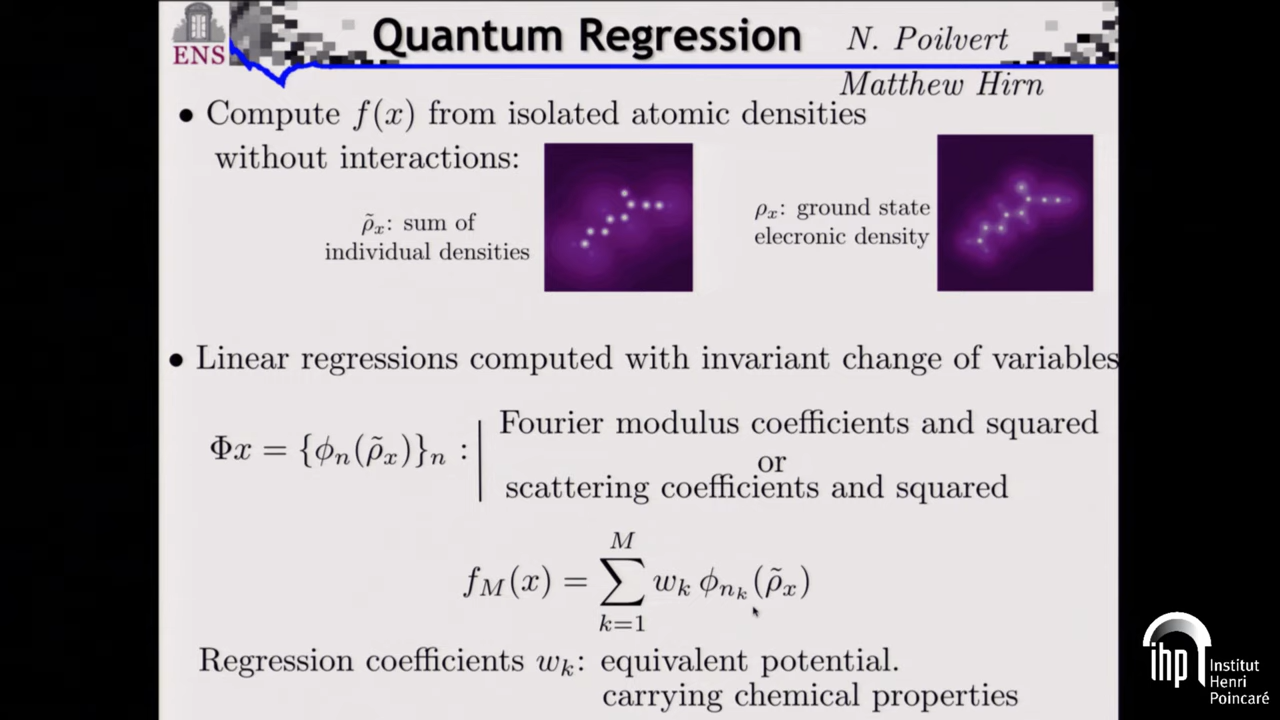 ENS
Quantum Regression
N. Poilvert
Matthew Hirn
• Compute f(x) from isolated atomic densities
without interactions:
ρ̃ₓ: sum of
individual densities
ρₓ: ground state
elecronic density
• Linear regressions computed with invariant change of variables
Φx = {ϕₙ(ρ̃ₓ)}ₙ : | Fourier modulus coefficients and squared
or
scattering coefficients and squared
f_M(x) = ∑_{k=1}^{M} w_k ϕ_{n_k}(ρ̃ₓ)
Regression coefficients w_k: equivalent potential.
carrying chemical properties
ihp Institut
Henri
Poincaré